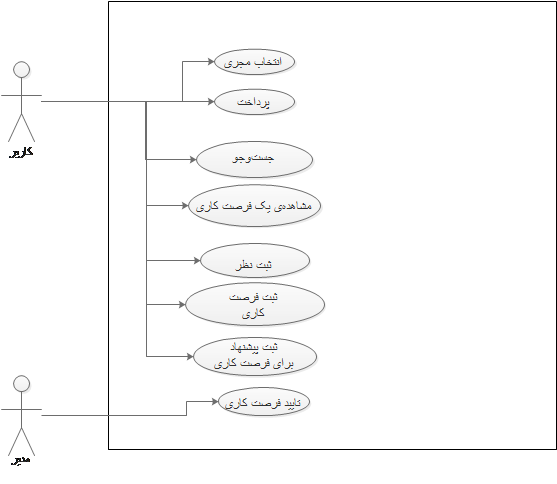 انتخاب مجری
پرداخت
کاربر
جست‌وجو
مشاهده‌ی یک فرصت کاری
ثبت نظر
ثبت فرصت
کاری
ثبت پیشنهاد
برای فرصت کاری
تایید فرصت کاری
مدیر